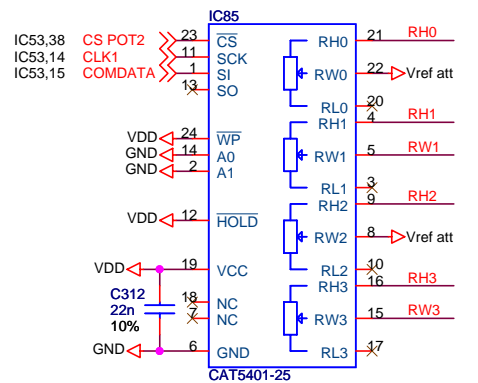 IC85
IC53,38 CS POT2 23 CS RH0 21 RH0
IC53,14 CLK1 11 SCK
IC53,15 COMDATA 1 SI RW0 22 Vref att
13 SO
RL0 20
RH1 4 RH1
VDD 24 WP
GND 14 A0 RW1 5 RW1
GND 2 A1
RL1 3
RH2 9 RH2
VDD 12 HOLD
RW2 8 Vref att
VDD 19 VCC RL2 10
RH3 16 RH3
C312
22n
10%
18 NC
7 NC RW3 15 RW3
GND 6 GND RL3 17
CAT5401-25